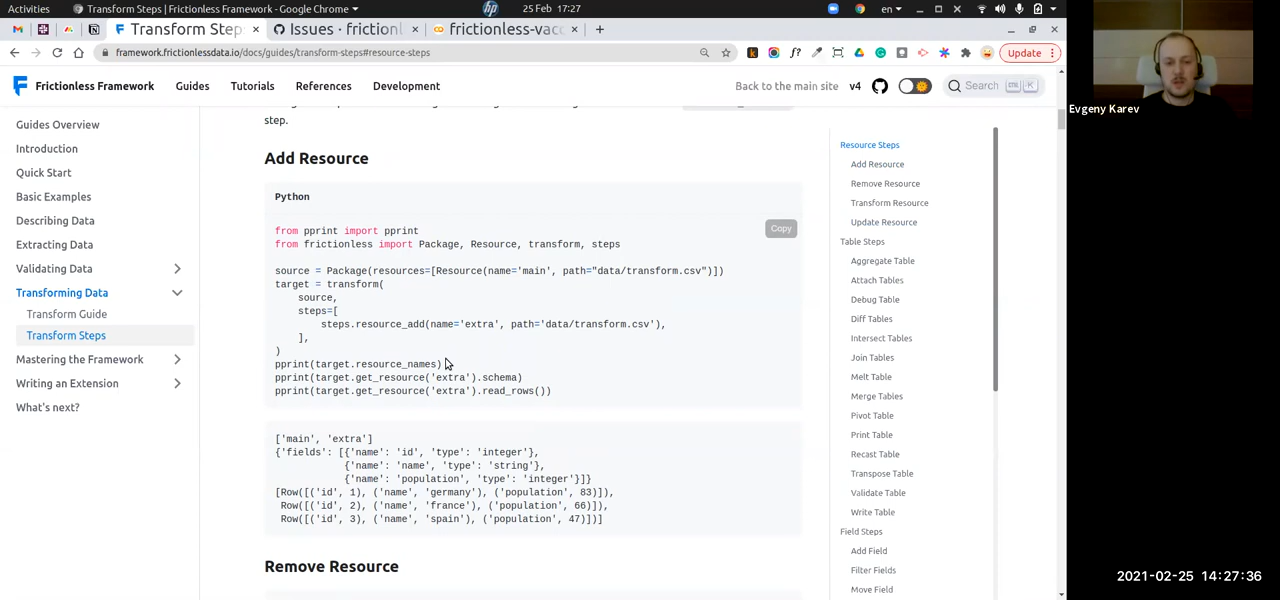 Activities
Transform Steps | Frictionless Framework - Google Chrome
25 Feb 17:27
en
Transform Step
Issues · frictionl
frictionless-vacc
framework.frictionlessdata.io/docs/guides/transform-steps#resource-steps
Update
Frictionless Framework
Guides
Tutorials
References
Development
Back to the main site
v4
Search
K
Guides Overview
Introduction
Quick Start
Basic Examples
Describing Data
Extracting Data
Validating Data
Transforming Data
Transform Guide
Transform Steps
Mastering the Framework
Writing an Extension
What's next?
step.
Add Resource
Python
Copy
from pprint import pprint
from frictionless import Package, Resource, transform, steps
source = Package(resources=[Resource(name='main', path="data/transform.csv")])
target = transform(
source,
steps=[
steps.resource_add(name='extra', path='data/transform.csv'),
],
)
pprint(target.resource_names)
pprint(target.get_resource('extra').schema)
pprint(target.get_resource('extra').read_rows())
['main', 'extra']
{'fields': [{'name': 'id', 'type': 'integer'},
{'name': 'name', 'type': 'string'},
{'name': 'population', 'type': 'integer'}]}
[Row([('id', 1), ('name', 'germany'), ('population', 83)]),
Row([('id', 2), ('name', 'france'), ('population', 66)]),
Row([('id', 3), ('name', 'spain'), ('population', 47)])]
Remove Resource
Resource Steps
Add Resource
Remove Resource
Transform Resource
Update Resource
Table Steps
Aggregate Table
Attach Tables
Debug Table
Diff Tables
Intersect Tables
Join Tables
Melt Table
Merge Tables
Pivot Table
Print Table
Recast Table
Transpose Table
Validate Table
Write Table
Field Steps
Add Field
Filter Fields
Move Field
Evgeny Karev
2021-02-25 14:27:36